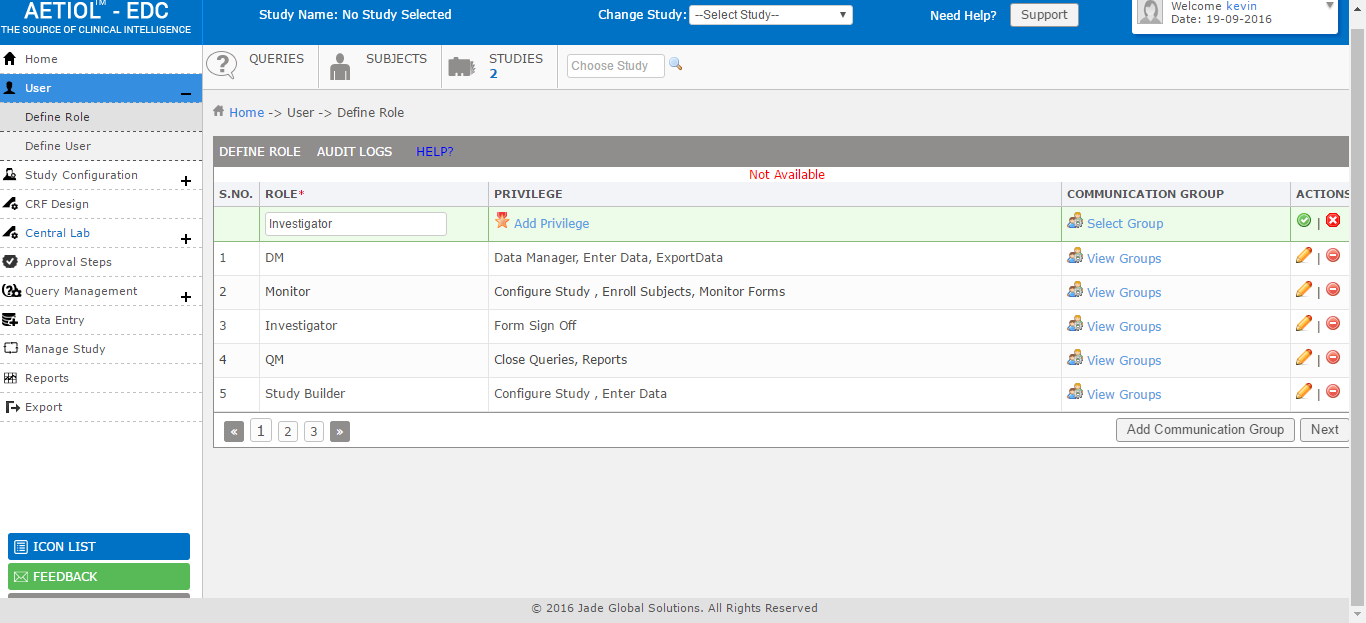 AETIOL™ - EDC
THE SOURCE OF CLINICAL INTELLIGENCE
Study Name: No Study Selected
Change Study: --Select Study--
Need Help? Support
Welcome kevin
Date: 19-09-2016
Home
User
Define Role
Define User
Study Configuration
CRF Design
Central Lab
Approval Steps
Query Management
Data Entry
Manage Study
Reports
Export
ICON LIST
FEEDBACK
QUERIES
SUBJECTS
STUDIES
2
Choose Study
Home -> User -> Define Role
DEFINE ROLE AUDIT LOGS HELP?
Not Available
S.NO. ROLE* PRIVILEGE COMMUNICATION GROUP ACTIONS
Investigator Add Privilege Select Group |
1 DM Data Manager, Enter Data, ExportData View Groups |
2 Monitor Configure Study , Enroll Subjects, Monitor Forms View Groups |
3 Investigator Form Sign Off View Groups |
4 QM Close Queries, Reports View Groups |
5 Study Builder Configure Study , Enter Data View Groups |
« 1 2 3 » Add Communication Group Next
© 2016 Jade Global Solutions. All Rights Reserved